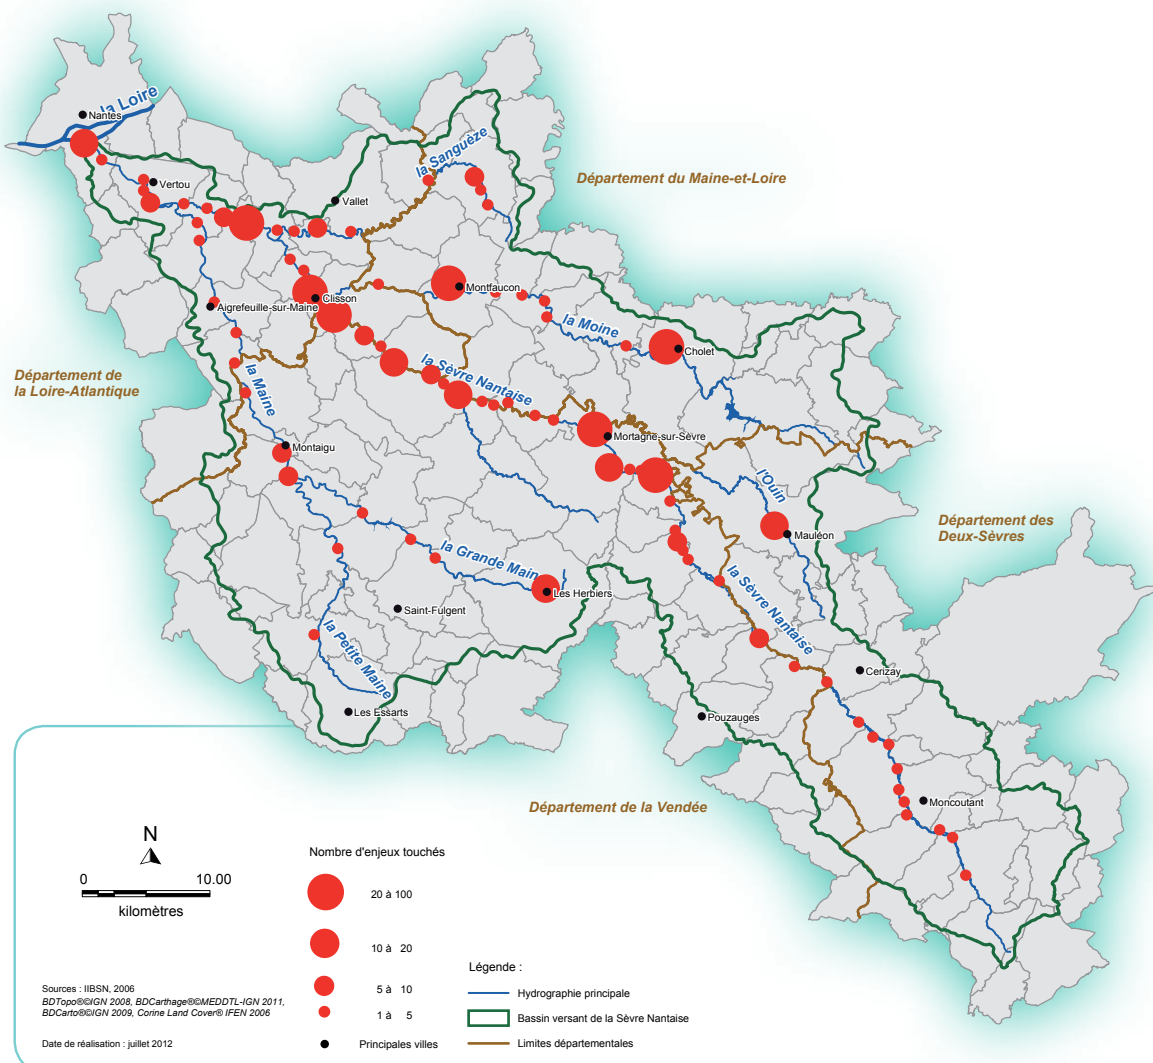 la Loire
Nantes
la Sanguèze
Département du Maine-et-Loire
Vertou
Vallet
Montfaucon
Clisson
Aigrefeuille-sur-Maine
la Moine
Cholet
la Sèvre Nantaise
Département de
la Loire-Atlantique
la Maine
Mortagne-sur-Sèvre
Montaigu
l'Ouin
Mauléon
Département des
Deux-Sèvres
la Grande Main
Les Herbiers
la Sèvre Nantaise
Saint-Fulgent
la Petite Maine
Cerizay
Les Essarts
Pouzauges
Moncoutant
Département de la Vendée
N
0 10.00
kilomètres
Nombre d'enjeux touchés
20 à 100
10 à 20
5 à 10
1 à 5
Principales villes
Légende :
Hydrographie principale
Bassin versant de la Sèvre Nantaise
Limites départementales
Sources : IIBSN, 2006
BDTopo®©IGN 2008, BDCarthage®©MEDDTL-IGN 2011,
BDCarto®©IGN 2009, Corine Land Cover® IFEN 2006
Date de réalisation : juillet 2012